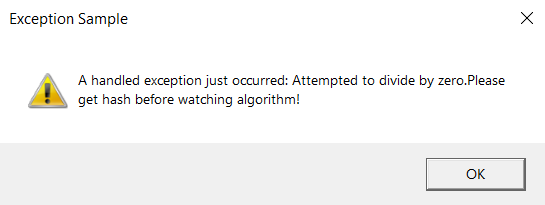 Exception Sample
A handled exception just occurred: Attempted to divide by zero.Please
get hash before watching algorithm!
OK